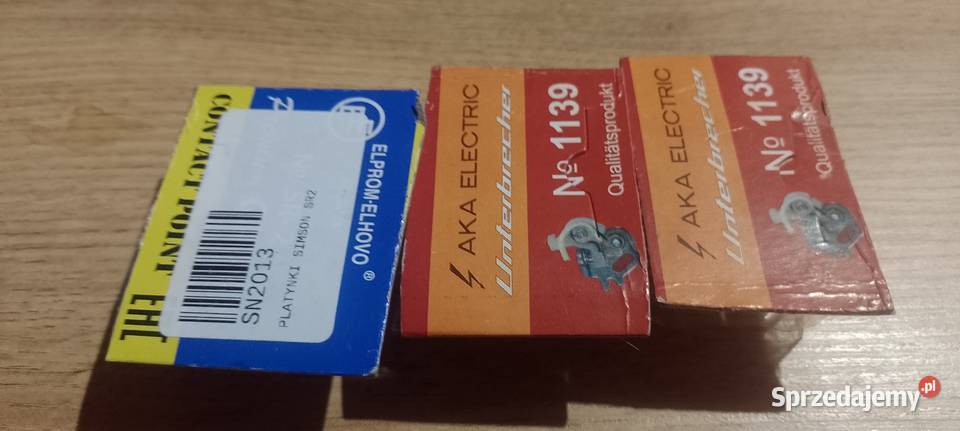 CONTACT POINT EHL
ELPROM-ELHOVO ®
SN2013
PLATYNKI SIMSON SR2
AKA ELECTRIC
Unterbrecher
Nº 1139
Qualitätsprodukt
AKA ELECTRIC
Unterbrecher
Nº 1139
Qualitätsprodukt
Sprzedajemy.pl